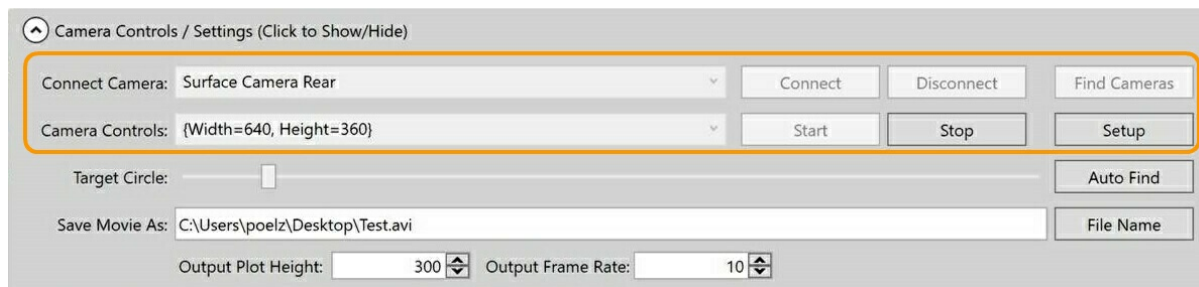 Camera Controls / Settings (Click to Show/Hide)
Connect Camera: Surface Camera Rear Connect Disconnect Find Cameras
Camera Controls: {Width=640, Height=360} Start Stop Setup
Target Circle: Auto Find
Save Movie As: C:\Users\poelz\Desktop\Test.avi File Name
Output Plot Height: 300 Output Frame Rate: 10